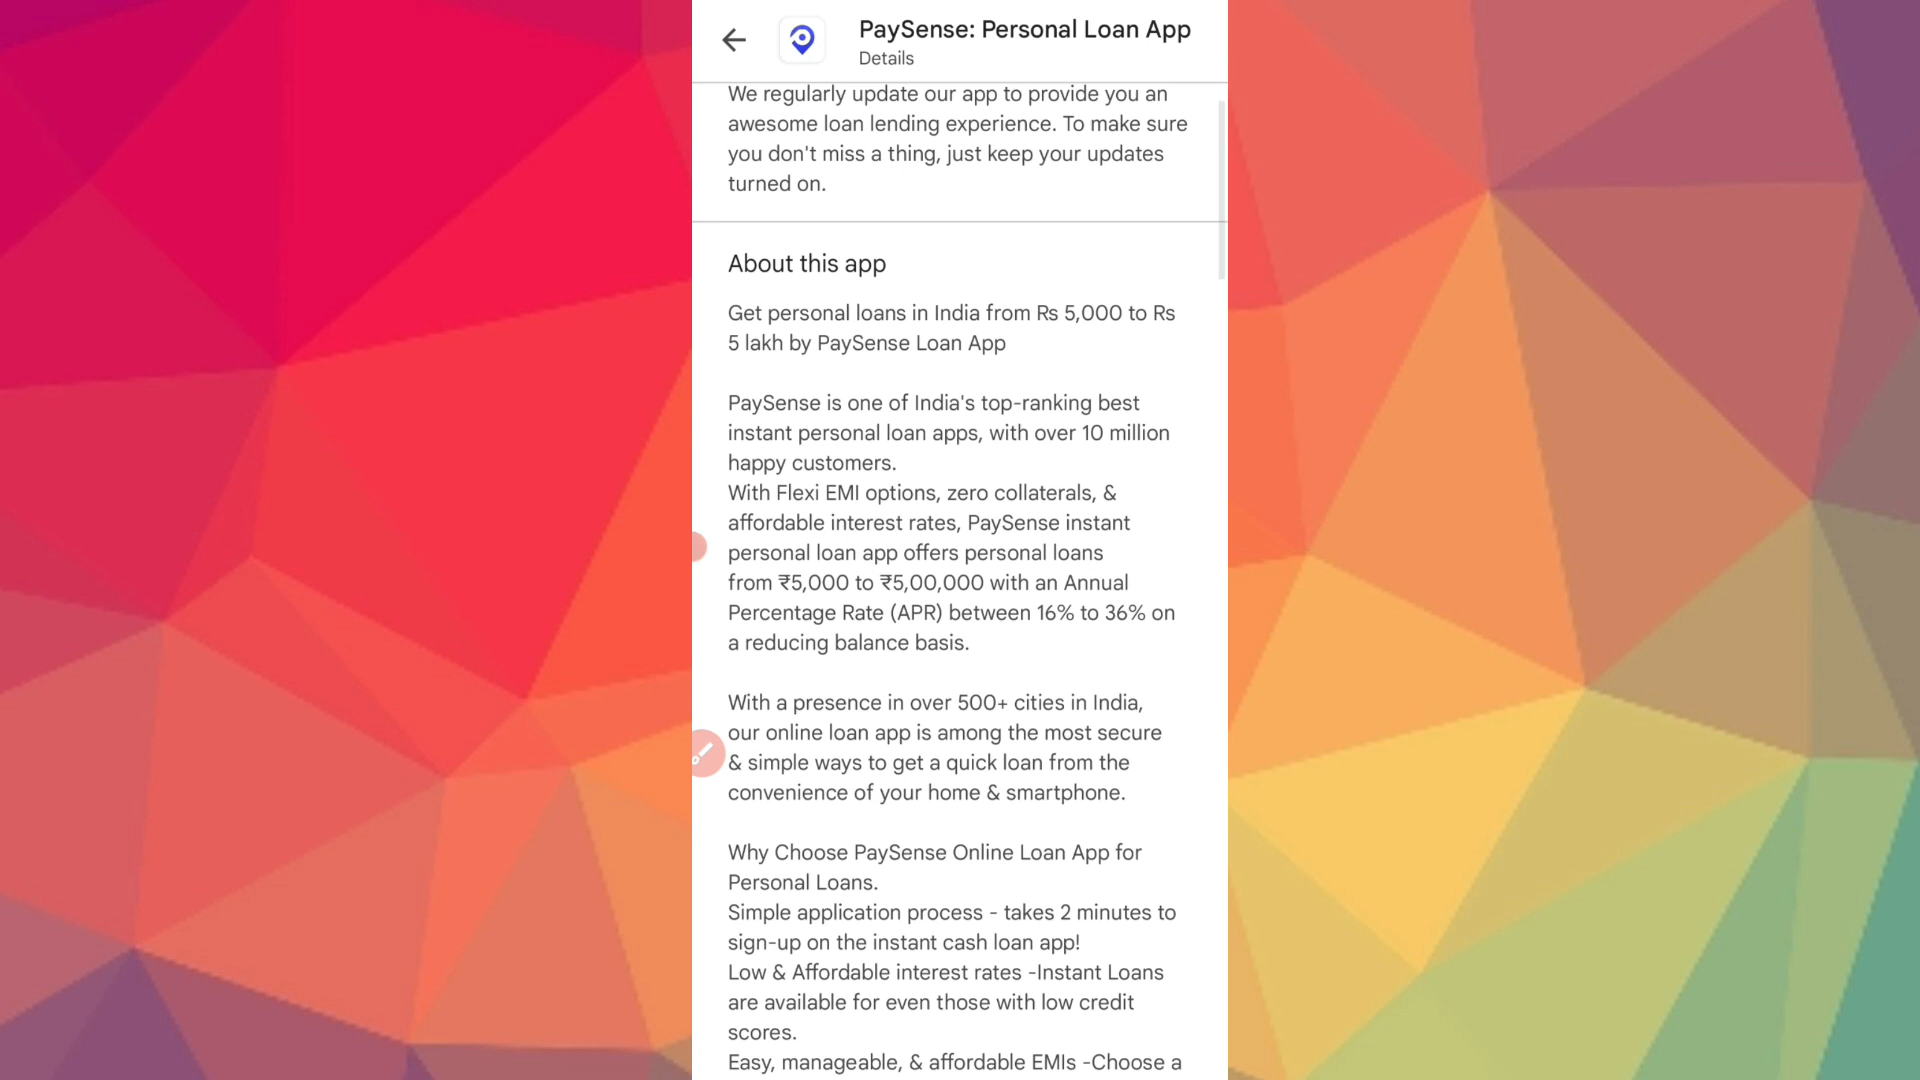 PaySense: Personal Loan App
Details
We regularly update our app to provide you an
awesome loan lending experience. To make sure
you don't miss a thing, just keep your updates
turned on.
About this app
Get personal loans in India from Rs 5,000 to Rs
5 lakh by PaySense Loan App
PaySense is one of India's top-ranking best
instant personal loan apps, with over 10 million
happy customers.
With Flexi EMI options, zero collaterals, &
affordable interest rates, PaySense instant
personal loan app offers personal loans
from ₹5,000 to ₹5,00,000 with an Annual
Percentage Rate (APR) between 16% to 36% on
a reducing balance basis.
With a presence in over 500+ cities in India,
our online loan app is among the most secure
& simple ways to get a quick loan from the
convenience of your home & smartphone.
Why Choose PaySense Online Loan App for
Personal Loans.
Simple application process - takes 2 minutes to
sign-up on the instant cash loan app!
Low & Affordable interest rates -Instant Loans
are available for even those with low credit
scores.
Easy, manageable, & affordable EMIs -Choose a